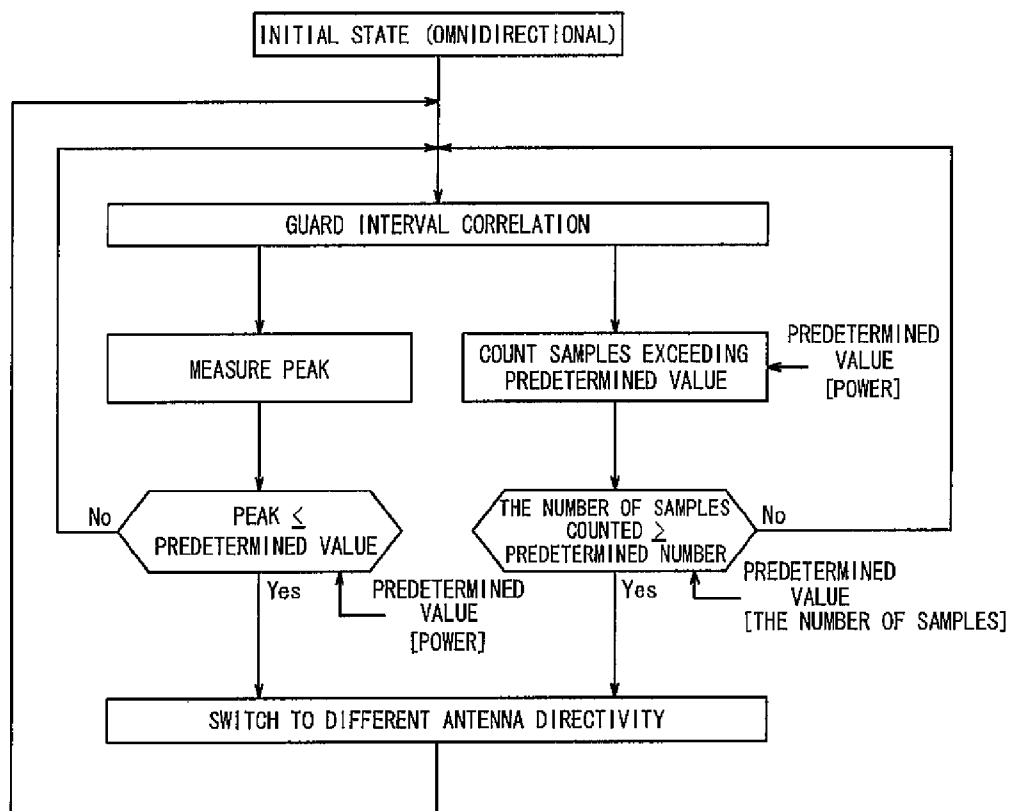 INITIAL STATE (OMNIDIRECTIONAL)
GUARD INTERVAL CORRELATION
MEASURE PEAK
COUNT SAMPLES EXCEEDING
PREDETERMINED VALUE
PREDETERMINED
VALUE
[POWER]
No
PEAK ≤
PREDETERMINED VALUE
THE NUMBER OF SAMPLES
COUNTED ≥
PREDETERMINED NUMBER
No
Yes
PREDETERMINED
VALUE
[POWER]
Yes
PREDETERMINED
VALUE
[THE NUMBER OF SAMPLES]
SWITCH TO DIFFERENT ANTENNA DIRECTIVITY